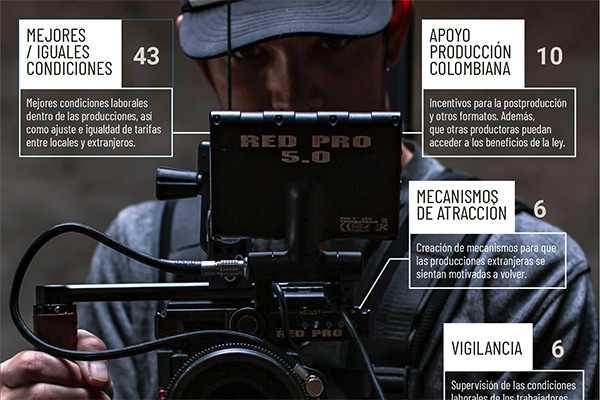 MEJORES
/ IGUALES
CONDICIONES
43
Mejores condiciones laborales
dentro de las producciones, así
como ajuste e igualdad de tarifas
entre locales y extranjeros.
APOYO
PRODUCCIÓN
COLOMBIANA
10
Incentivos para la postproducción
y otros formatos. Además,
que otras productoras puedan
acceder a los beneficios de la ley.
RED PRO
5.0
MECANISMOS
DE ATRACCIÓN
6
Creación de mecanismos para que
las producciones extranjeras se
sientan motivadas a volver.
RED PRO
VIGILANCIA
6
Supervisión de las condiciones
laborales de los trabajadores